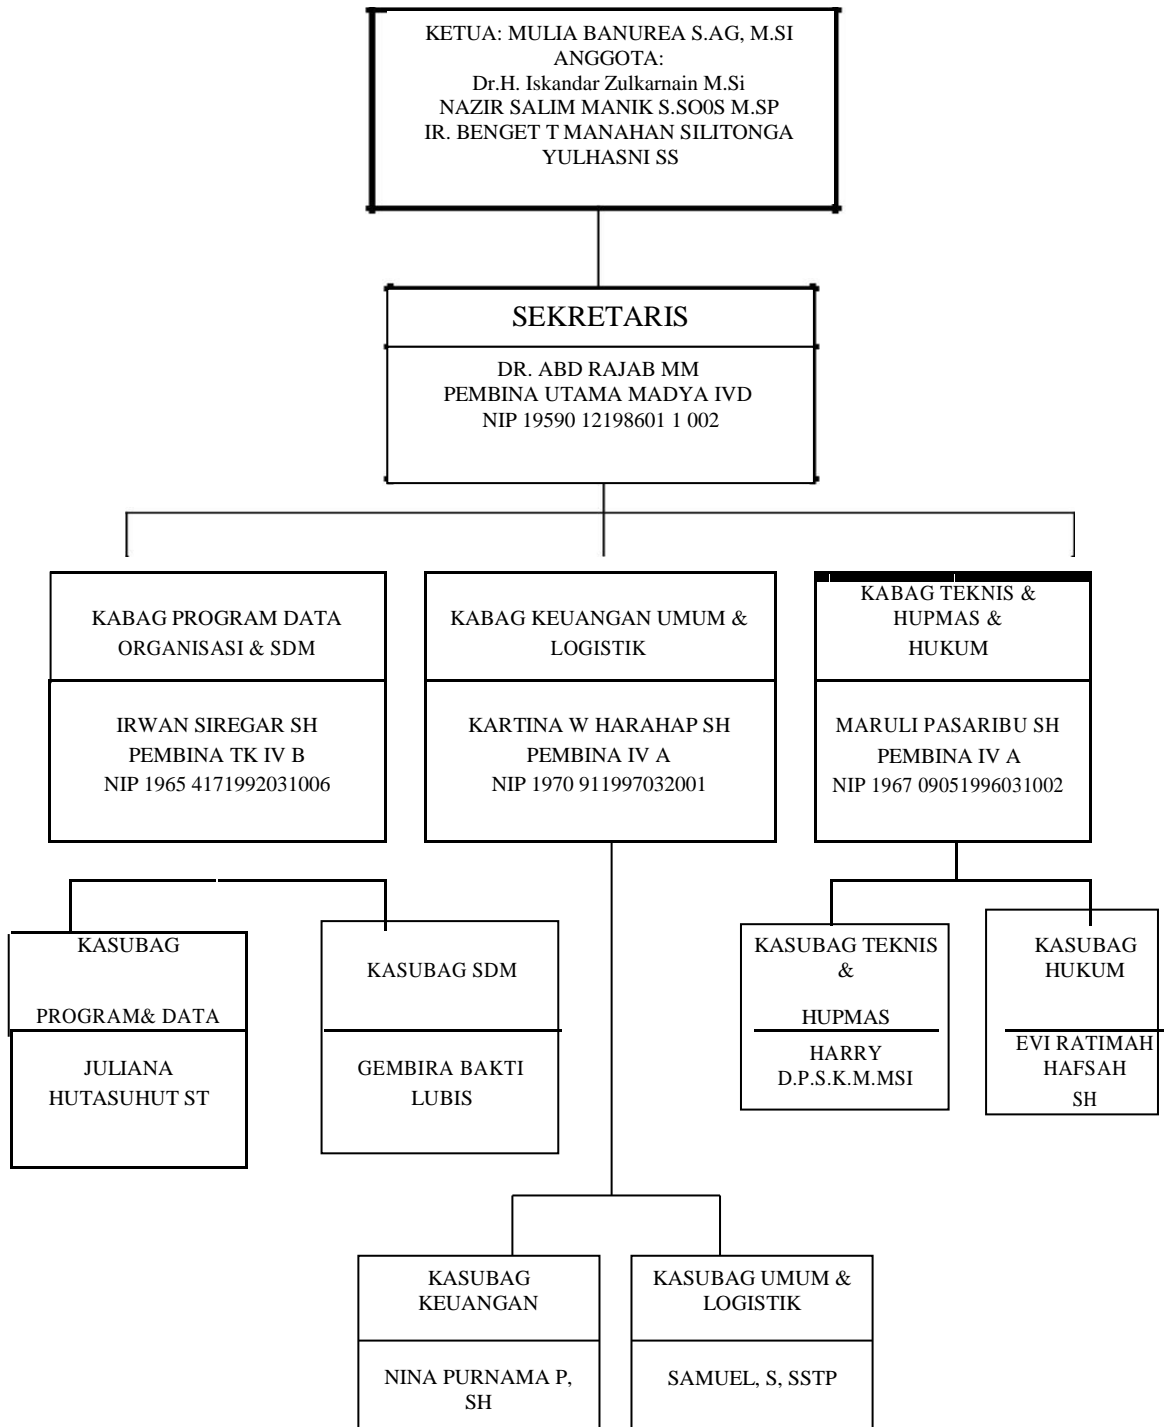 KETUA: MULIA BANUREA S.AG, M.SI
ANGGOTA:
Dr.H. Iskandar Zulkarnain M.Si
NAZIR SALIM MANIK S.SO0S M.SP
IR. BENGET T MANAHAN SILITONGA
YULHASNI SS
SEKRETARIS
DR. ABD RAJAB MM
PEMBINA UTAMA MADYA IVD
NIP 19590 12198601 1 002
KABAG PROGRAM DATA
ORGANISASI & SDM
IRWAN SIREGAR SH
PEMBINA TK IV B
NIP 1965 4171992031006
KABAG KEUANGAN UMUM &
LOGISTIK
KARTINA W HARAHAP SH
PEMBINA IV A
NIP 1970 911997032001
KABAG TEKNIS &
HUPMAS &
HUKUM
MARULI PASARIBU SH
PEMBINA IV A
NIP 1967 09051996031002
KASUBAG
PROGRAM& DATA
JULIANA
HUTASUHUT ST
KASUBAG SDM
GEMBIRA BAKTI
LUBIS
KASUBAG TEKNIS
&
HUPMAS
HARRY
D.P.S.K.M.MSI
KASUBAG
HUKUM
EVI RATIMAH
HAFSAH
SH
KASUBAG
KEUANGAN
NINA PURNAMA P,
SH
KASUBAG UMUM &
LOGISTIK
SAMUEL, S, SSTP